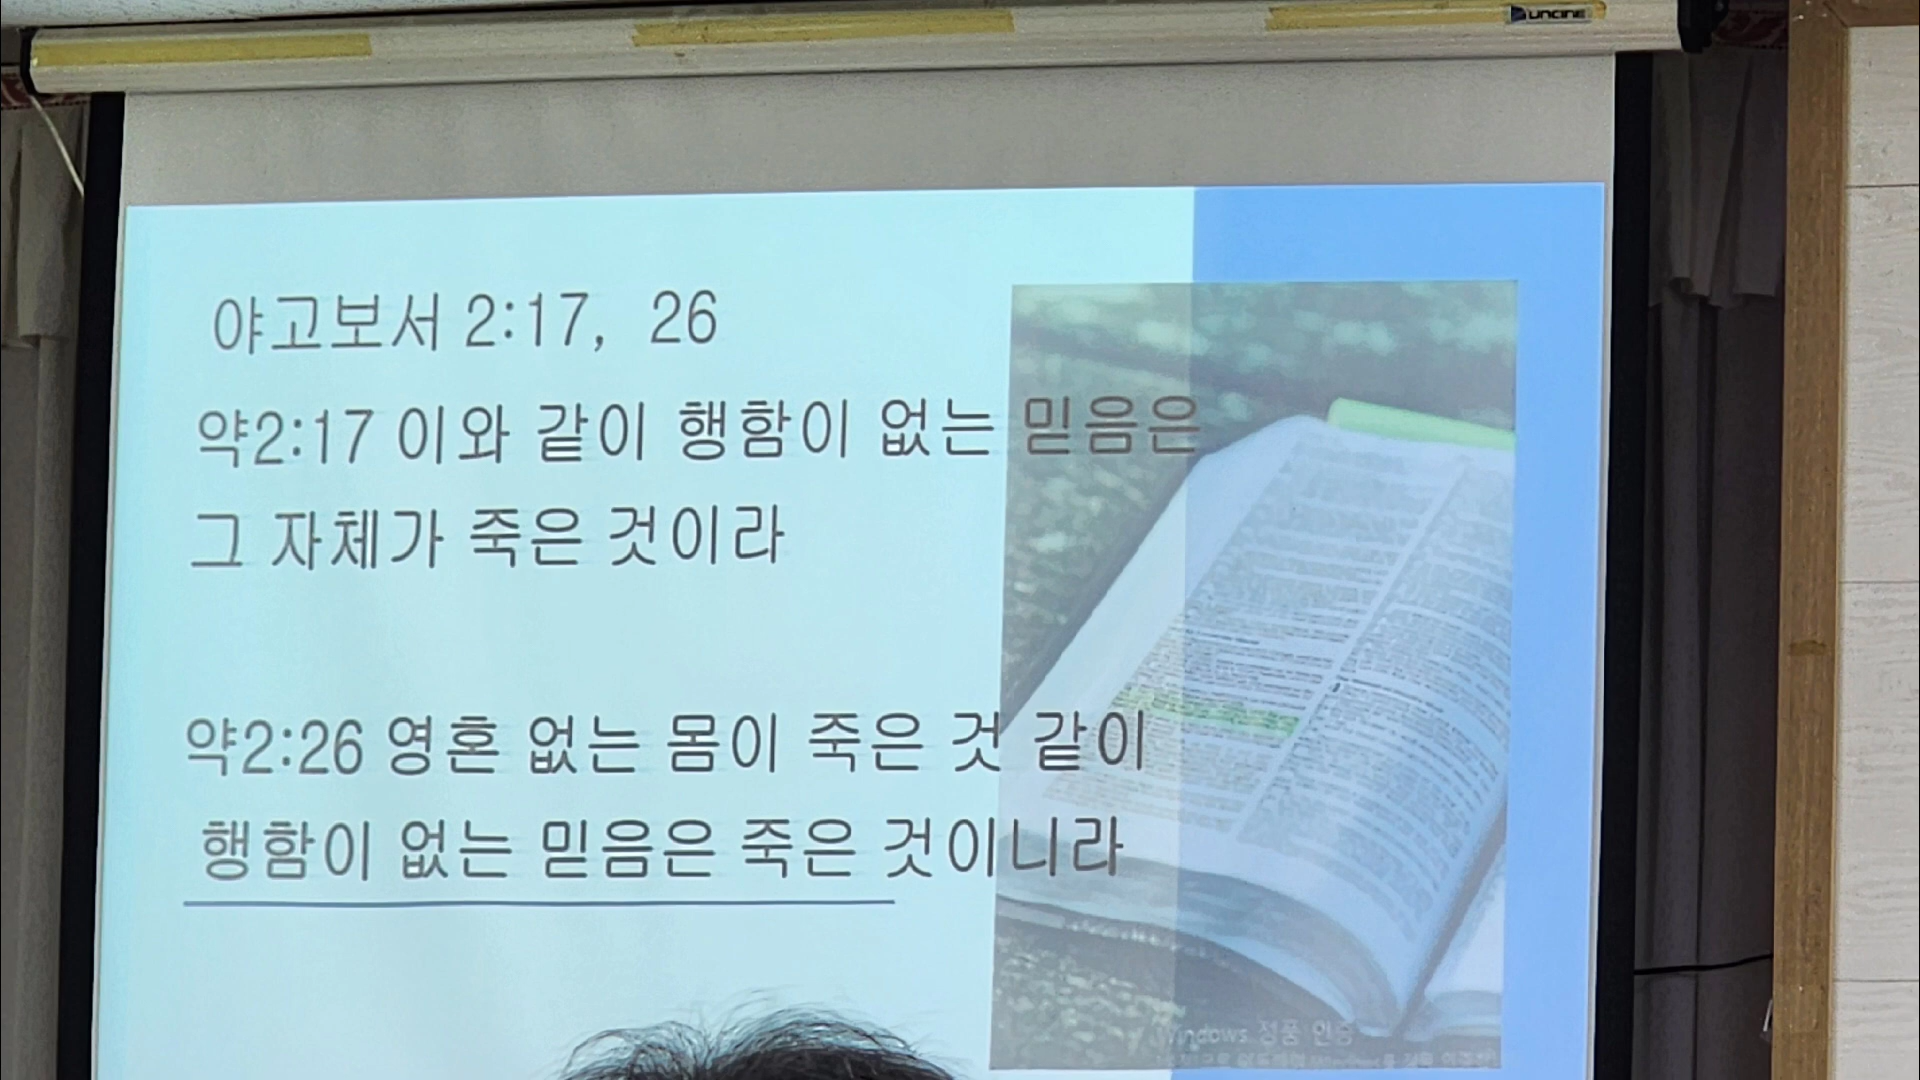 UNCINE
야고보서 2:17, 26
약2:17 이와 같이 행함이 없는 믿음은
그 자체가 죽은 것이라
약2:26 영혼 없는 몸이 죽은 것 같이
행함이 없는 믿음은 죽은 것이니라
Windows 정품 인증